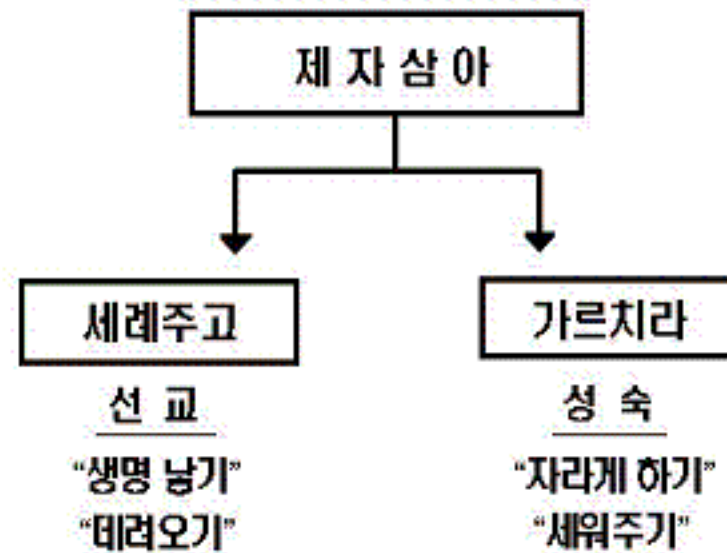 제 자 삼 아
세례주고
가르치라
선 교
"생명 낳기"
"데려오기"
성 숙
"자라게 하기"
"세워주기"